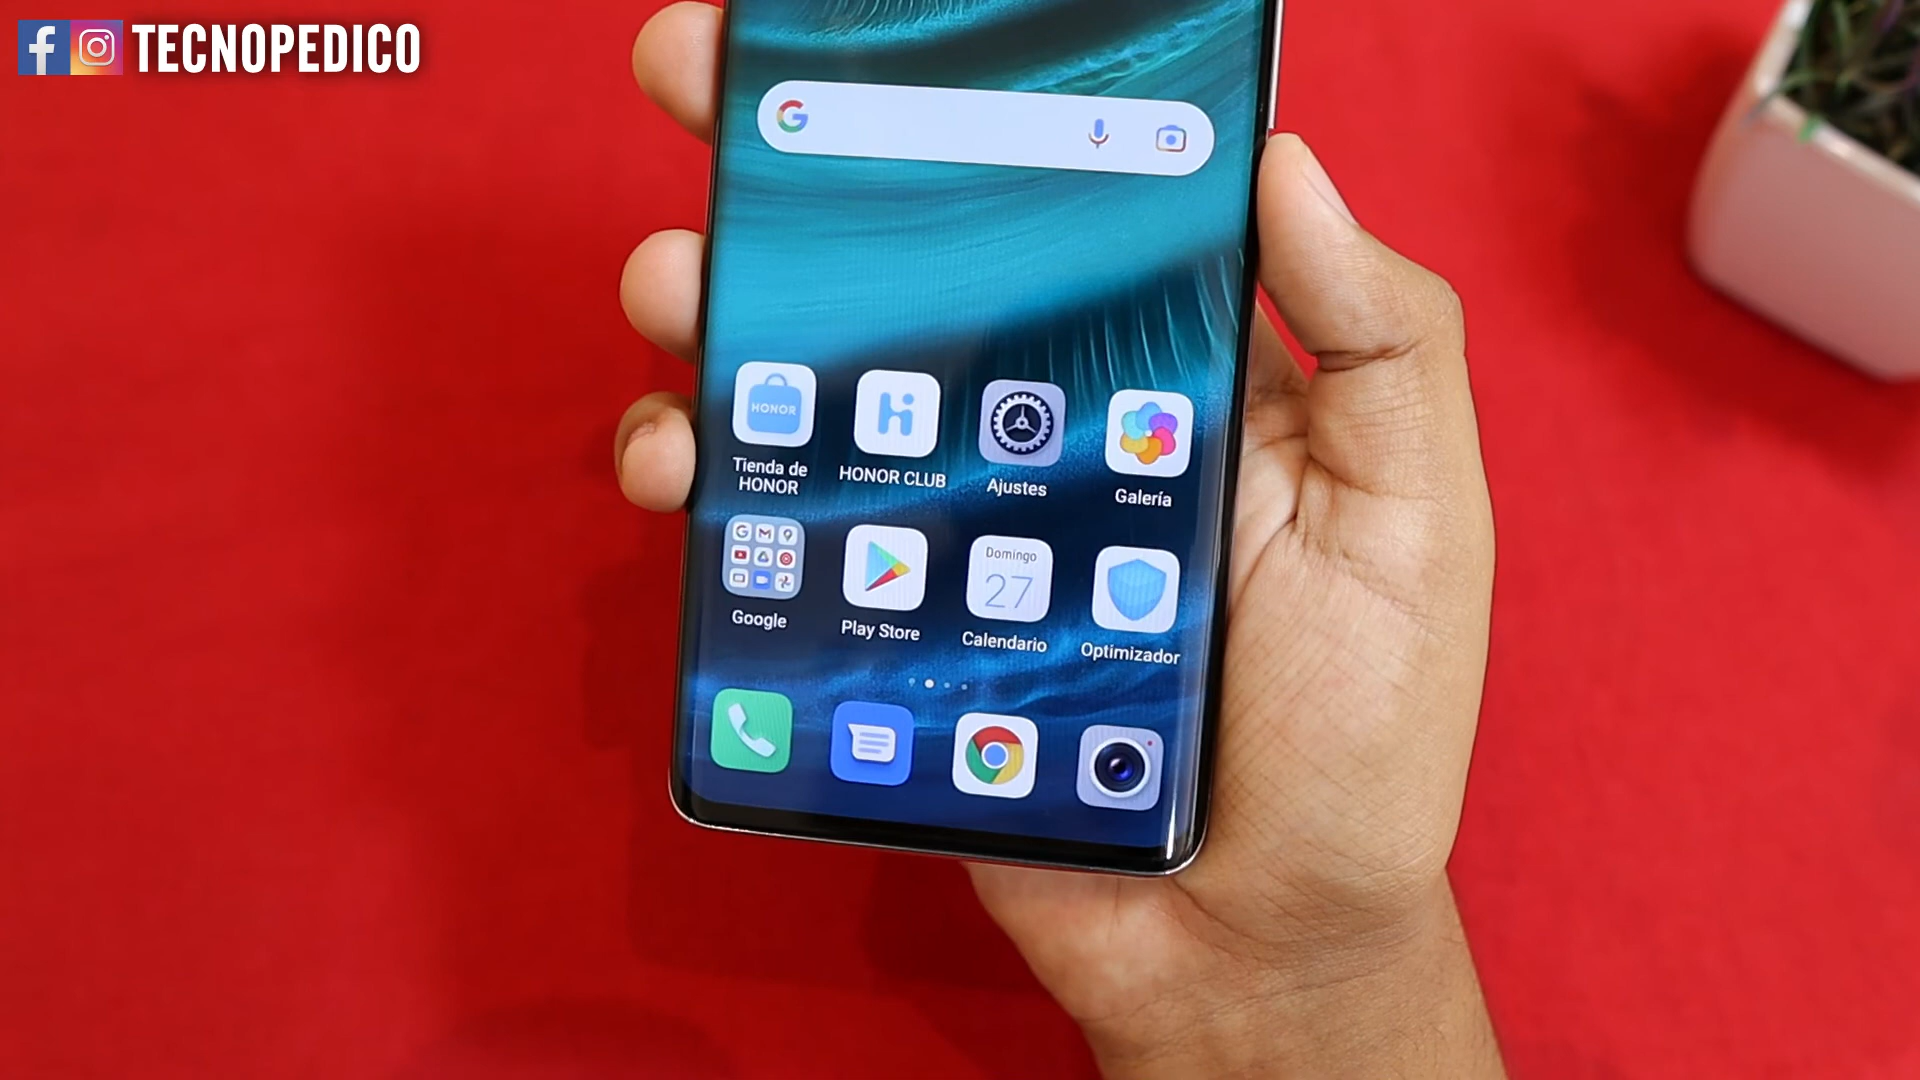 TECNOPEDICO
HONOR
Tienda de
HONOR
HONOR CLUB
Ajustes
Galería
Google
Play Store
Domingo
27
Calendario
Optimizador